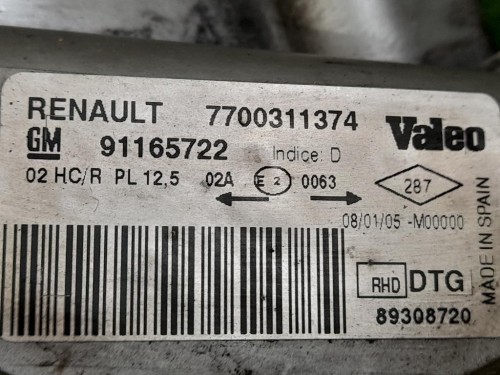 RENAULT 7700311374
GM 91165722 Indice: D Valeo
02 HC/R PL 12,5 02A E 2 0063 287
08/01/05 -M00000
RHD DTG
89308720
MADE IN SPAIN